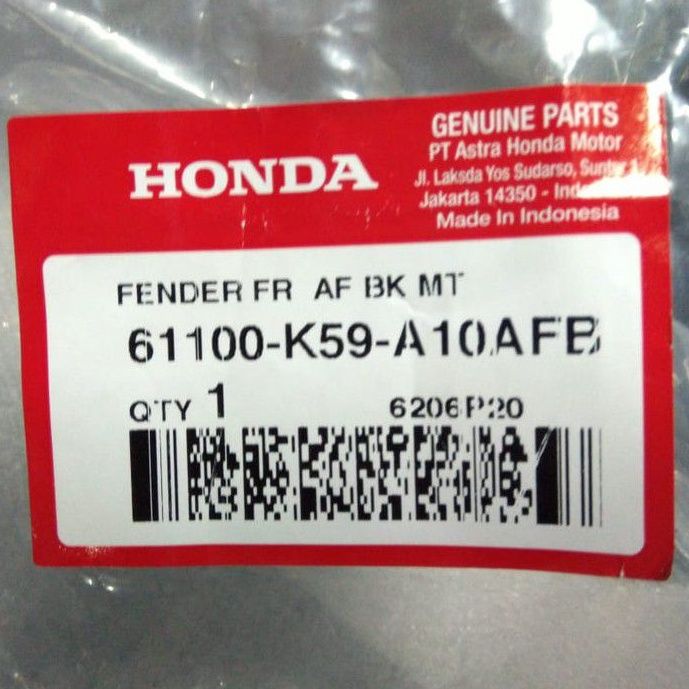 HONDA
GENUINE PARTS
PT Astra Honda Motor
Jl. Laksda Yos Sudarso,
Jakarta 14350 -
Made In Indonesia
FENDER FR AF BK MT
61100-K59-A10AFB
QTY 1
6206P20